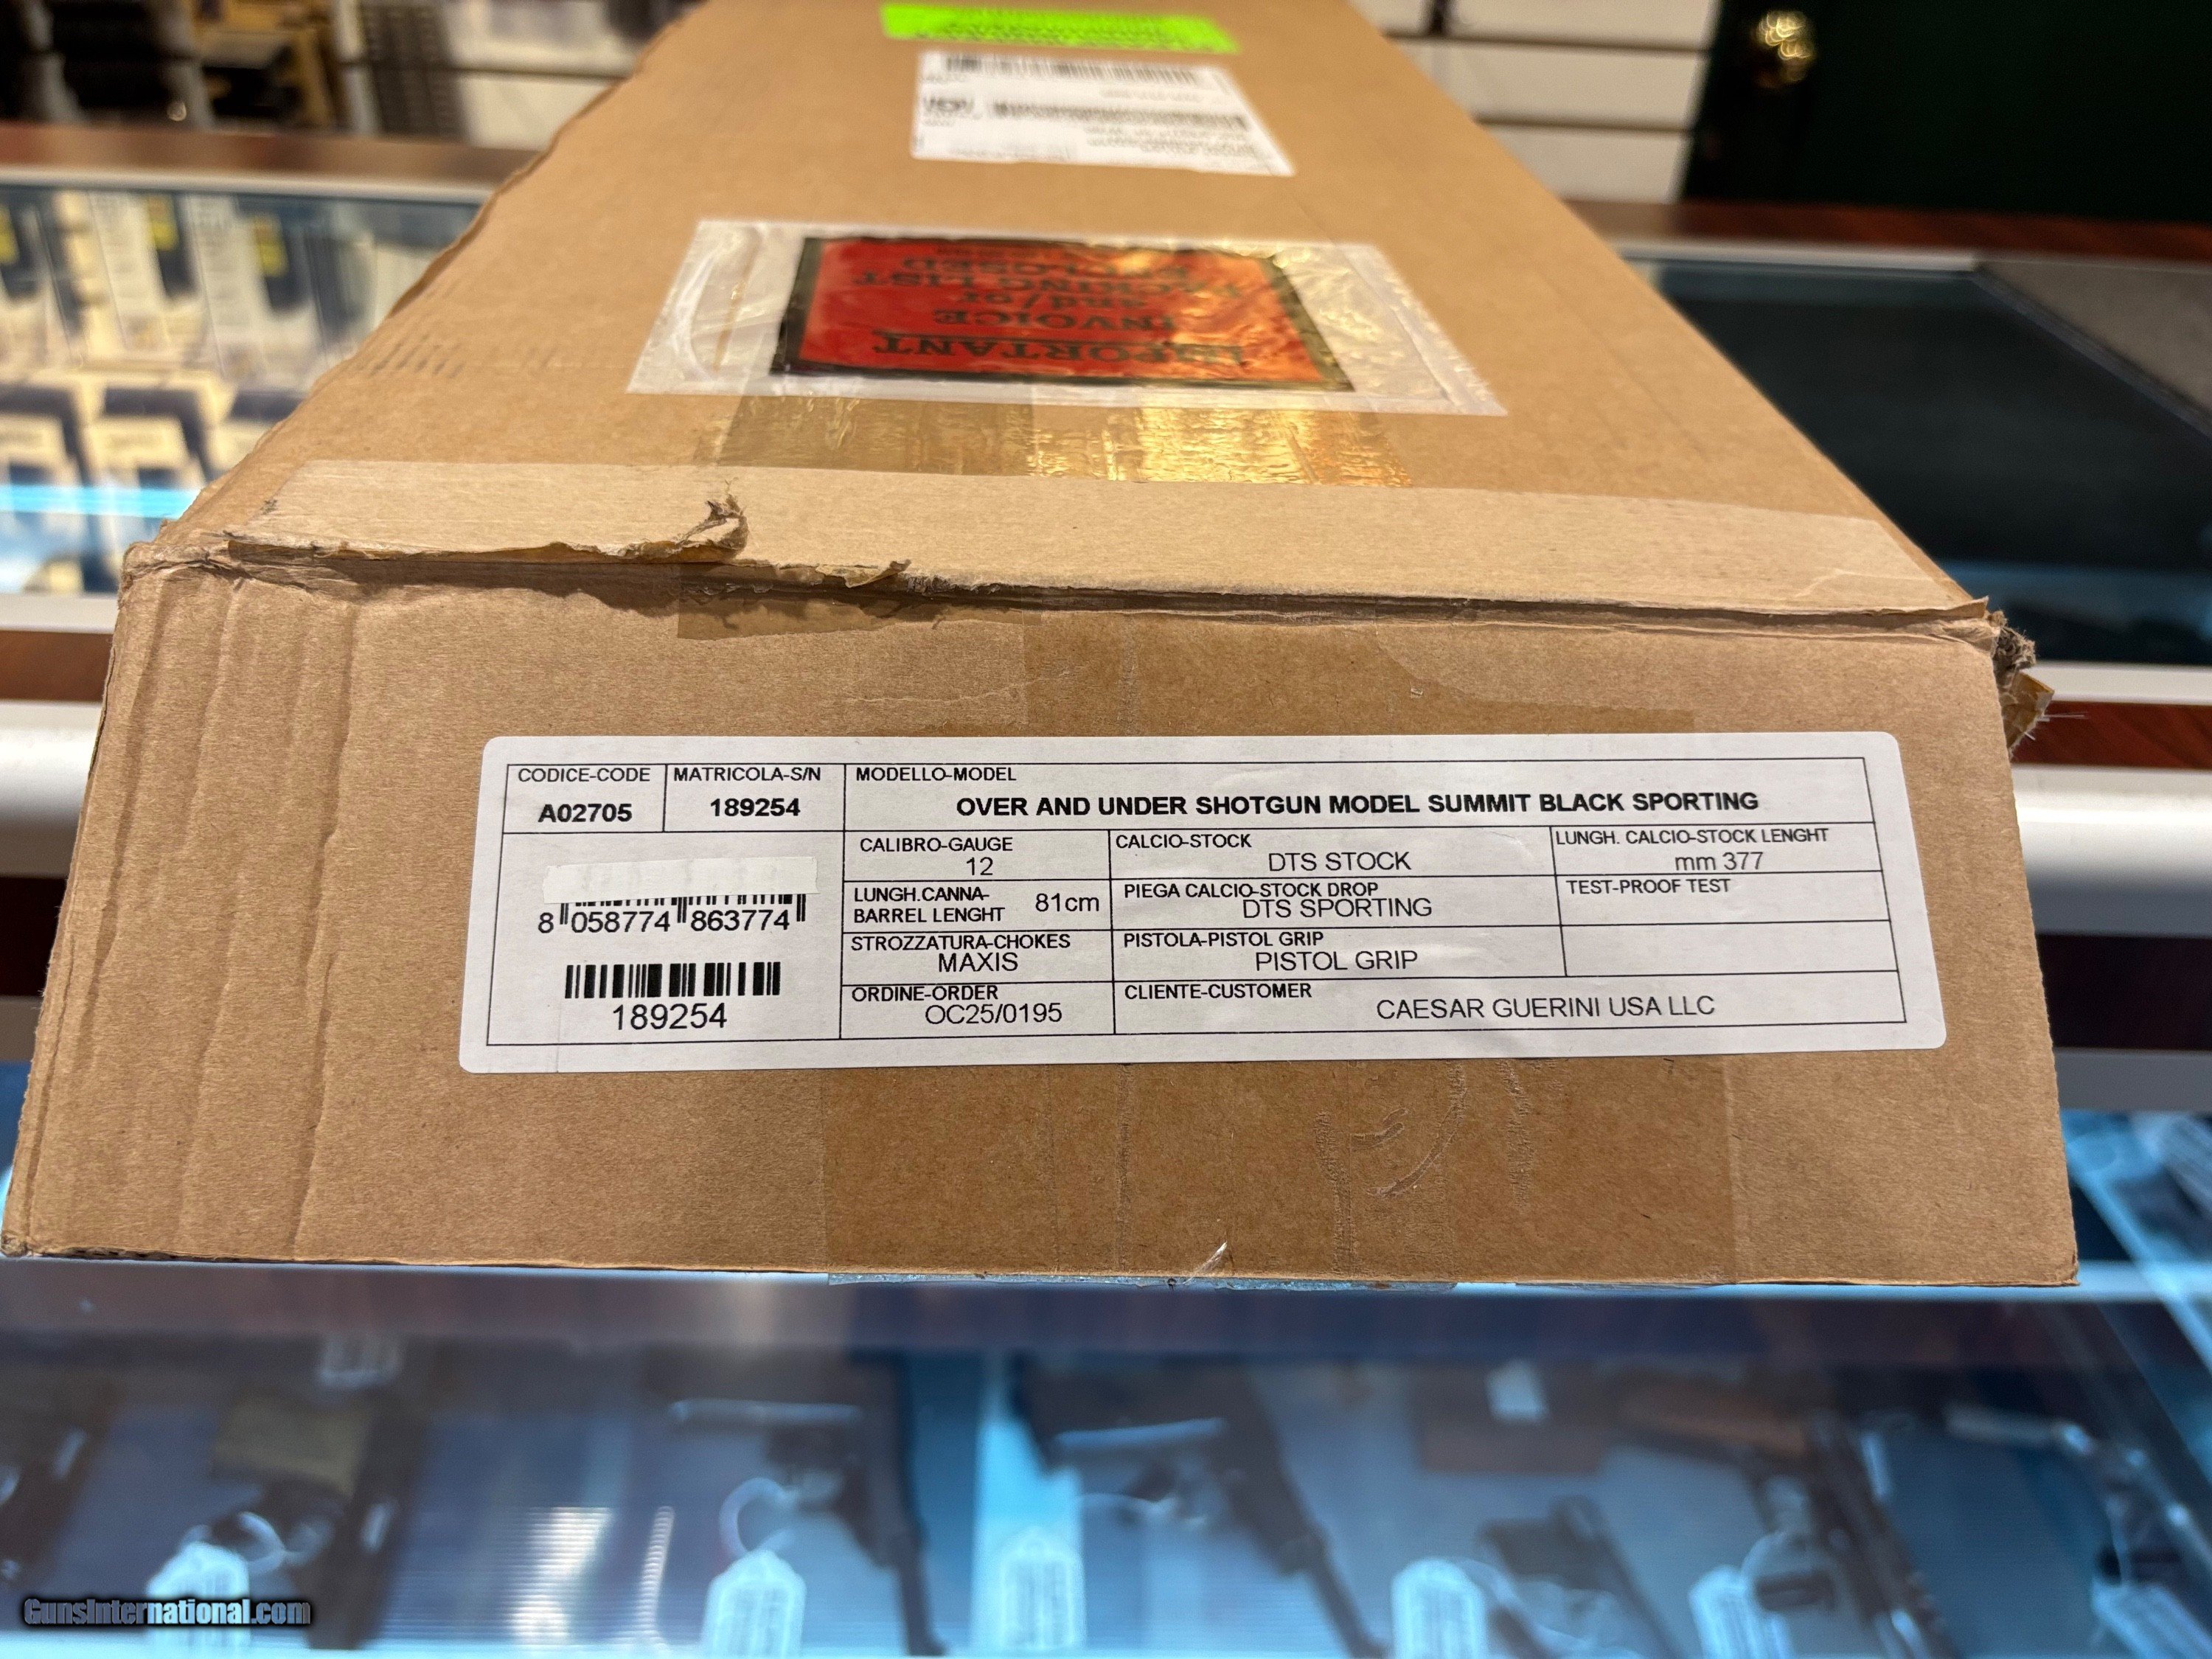 IMPORTANT
INVOICE
and/or
PACKING LIST
ENCLOSED
CODICE-CODE
A02705
MATRICOLA-S/N
189254
MODELLO-MODEL
OVER AND UNDER SHOTGUN MODEL SUMMIT BLACK SPORTING
CALIBRO-GAUGE
12
CALCIO-STOCK
DTS STOCK
LUNGH. CALCIO-STOCK LENGHT
mm 377
8 058774 863774
LUNGH.CANNA-
BARREL LENGHT 81cm
PIEGA CALCIO-STOCK DROP
DTS SPORTING
TEST-PROOF TEST
STROZZATURA-CHOKES
MAXIS
PISTOLA-PISTOL GRIP
PISTOL GRIP
189254
ORDINE-ORDER
OC25/0195
CLIENTE-CUSTOMER
CAESAR GUERINI USA LLC
GunsInternational.com